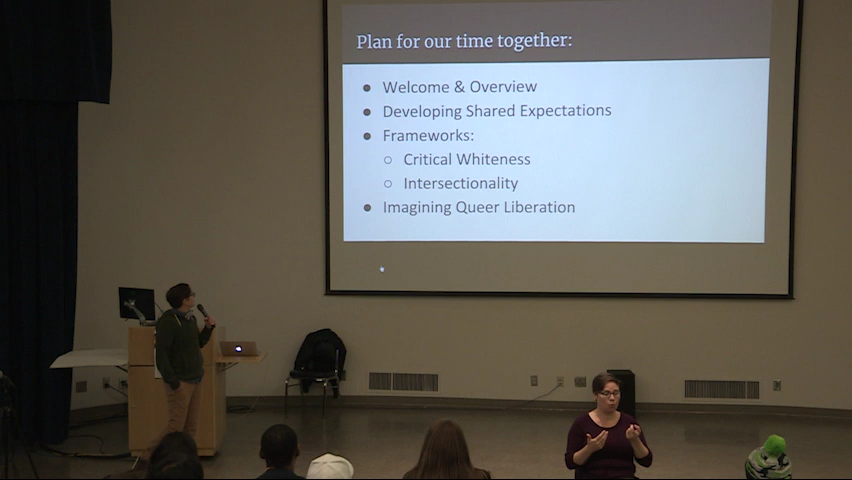 Plan for our time together:
● Welcome & Overview
● Developing Shared Expectations
● Frameworks:
○ Critical Whiteness
○ Intersectionality
● Imagining Queer Liberation